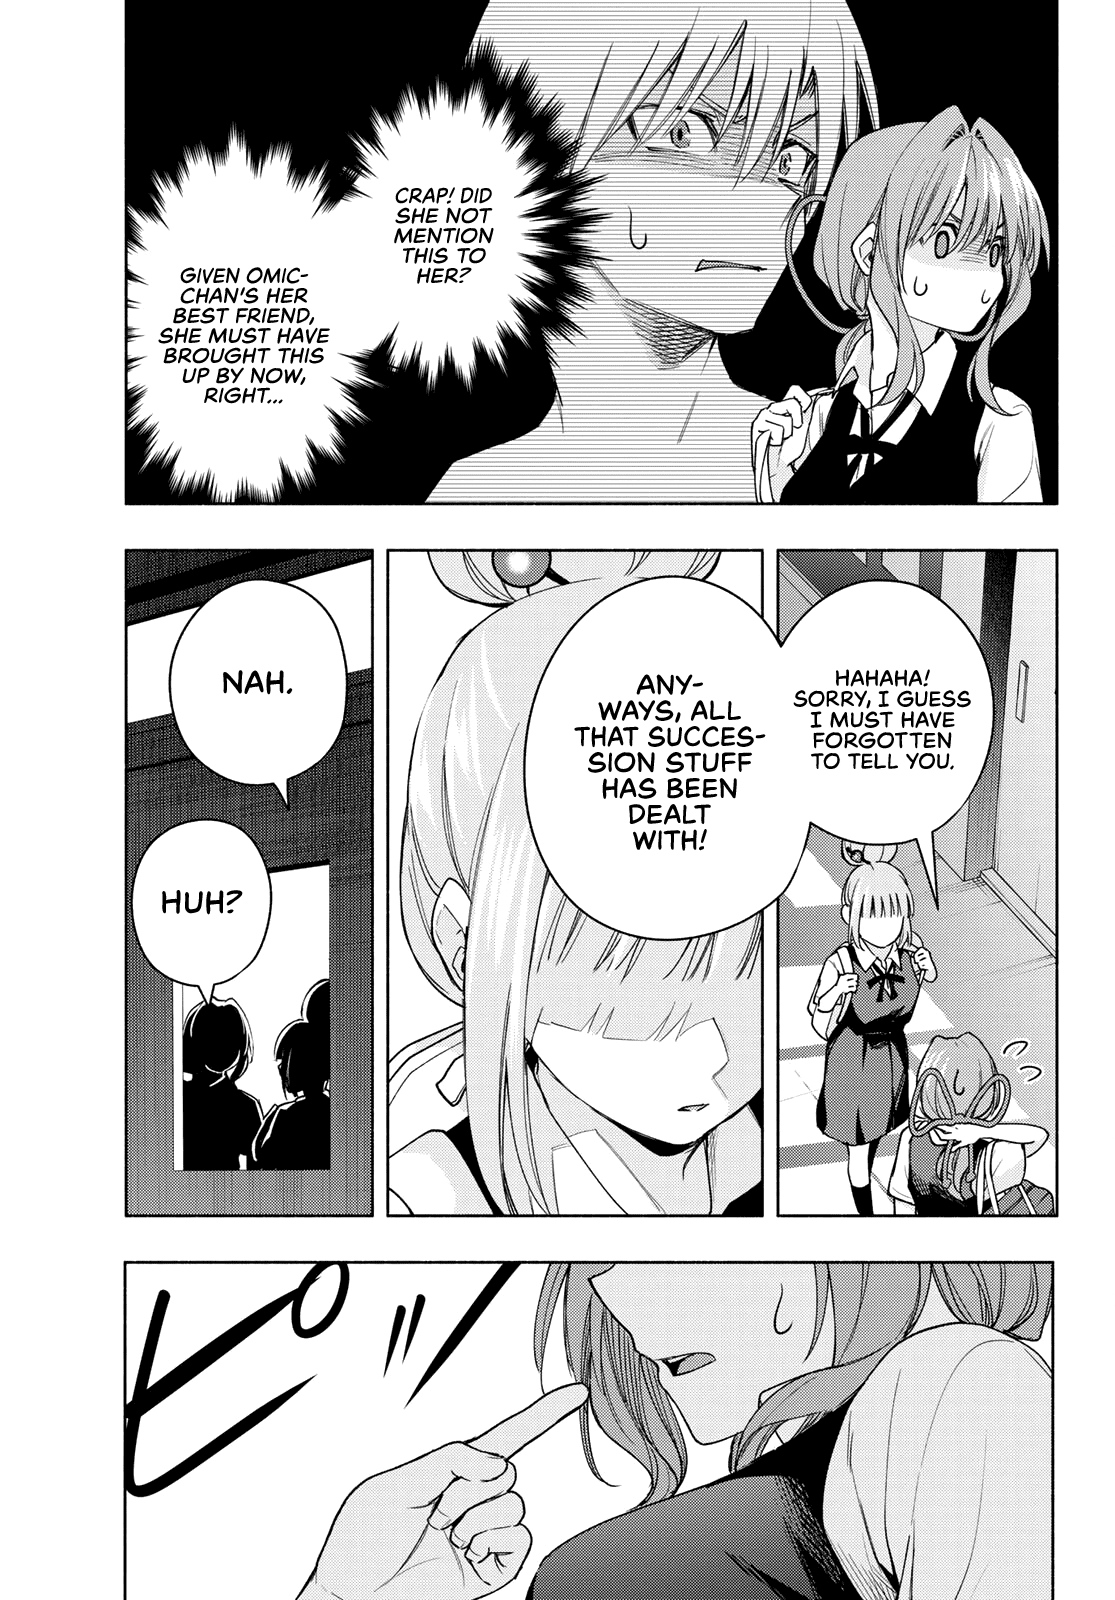 CRAP! DID
SHE NOT
MENTION
THIS TO
HER?
GIVEN OMIC-
CHAN'S HER
BEST FRIEND,
SHE MUST HAVE
BROUGHT THIS
UP BY NOW,
RIGHT...
HAHAHA!
SORRY, I GUESS
I MUST HAVE
FORGOTTEN
TO TELL YOU.
ANY-
WAYS, ALL
THAT SUCCES-
SION STUFF
HAS BEEN
DEALT
WITH!
NAH.
HUH?
ピッ